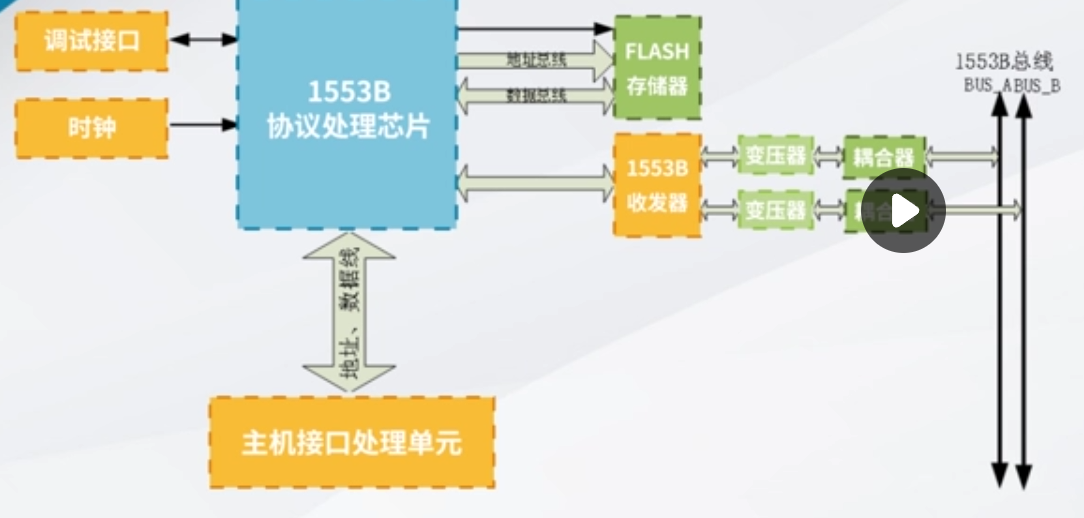 调试接口
时钟
1553B
协议处理芯片
地址总线
数据总线
FLASH
存储器
1553B
收发器
变压器
耦合器
变压器
耦合
1553B总线
BUS_A
BUS_B
地址、数据线
主机接口处理单元